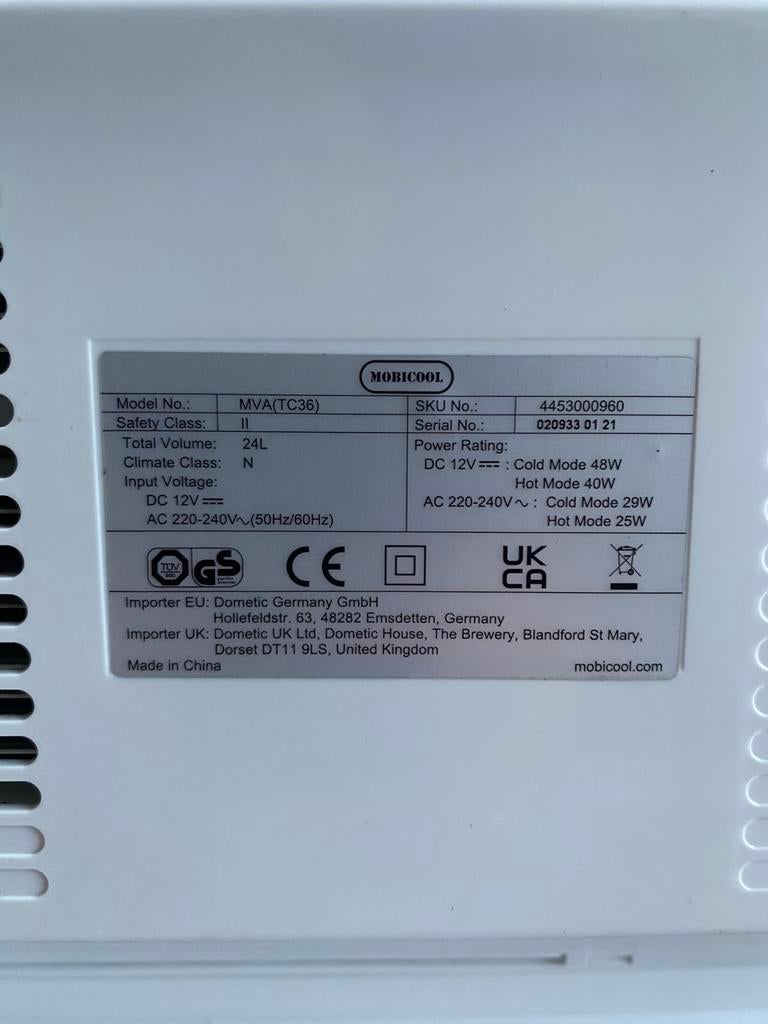 MOBICOOL
Model No.: MVA(TC36) SKU No.: 4453000960
Safety Class: II Serial No.: 020933 01 21
Total Volume: 24L
Climate Class: N
Input Voltage:
DC 12V⎓
AC 220-240V∿(50Hz/60Hz)
Power Rating:
DC 12V⎓ : Cold Mode 48W
Hot Mode 40W
AC 220-240V∿ : Cold Mode 29W
Hot Mode 25W
TÜV GS CE UK
CA
Importer EU: Dometic Germany GmbH
Hollefeldstr. 63, 48282 Emsdetten, Germany
Importer UK: Dometic UK Ltd, Dometic House, The Brewery, Blandford St Mary,
Dorset DT11 9LS, United Kingdom
Made in China mobicool.com